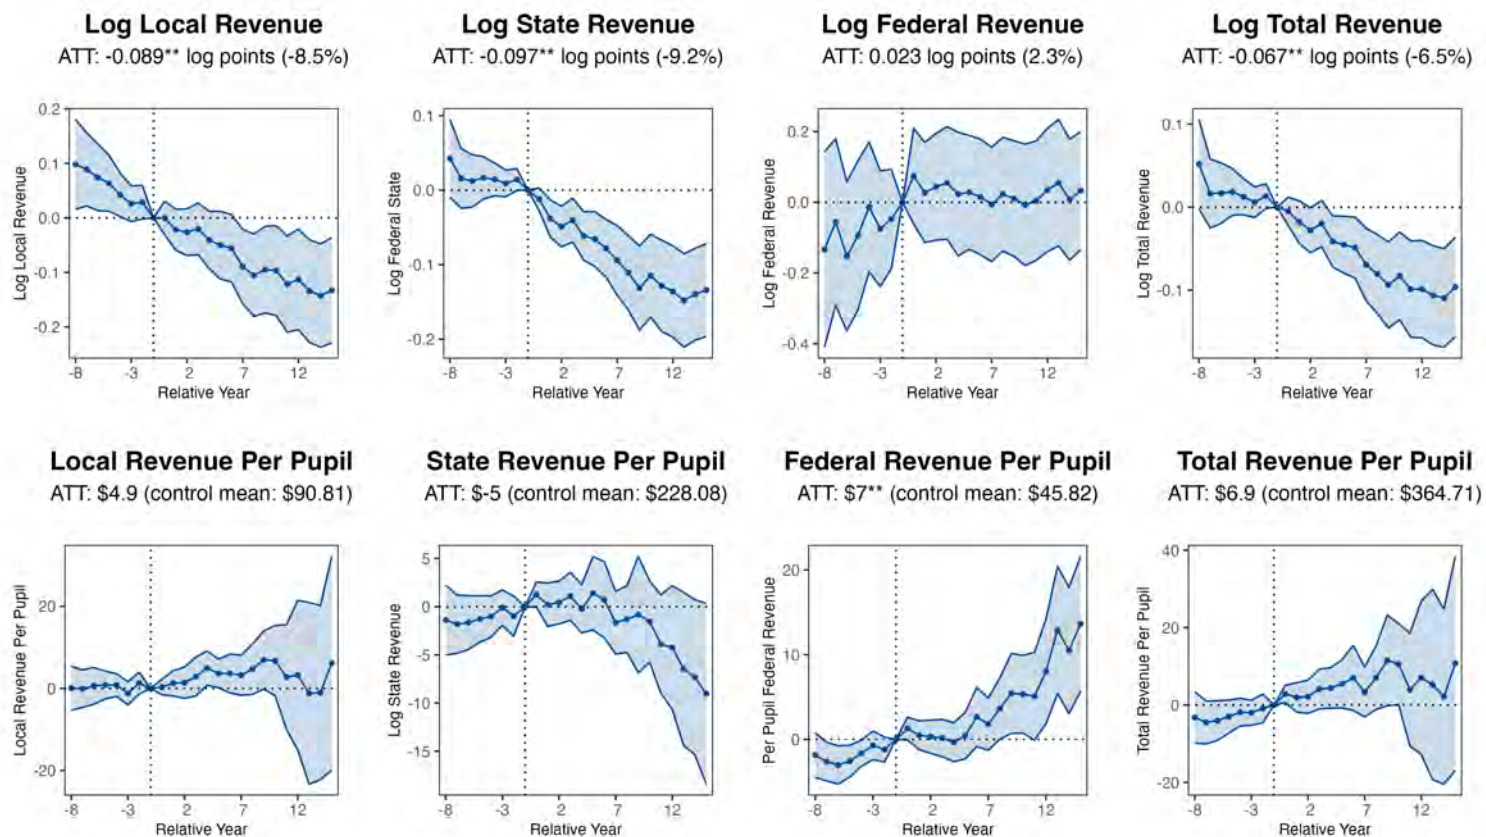 Log Local Revenue
ATT: -0.089** log points (-8.5%)
0.2
0.1
0.0
-0.1
-0.2
Log Local Revenue
-8 -3 2 7 12
Relative Year
Log State Revenue
ATT: -0.097** log points (-9.2%)
0.1
0.0
-0.1
-0.2
Log Federal State
-8 -3 2 7 12
Relative Year
Log Federal Revenue
ATT: 0.023 log points (2.3%)
0.2
0.0
-0.2
-0.4
Log Federal Revenue
-8 -3 2 7 12
Relative Year
Log Total Revenue
ATT: -0.067** log points (-6.5%)
0.1
0.0
-0.1
Log Total Revenue
-8 -3 2 7 12
Relative Year
Local Revenue Per Pupil
ATT: $4.9 (control mean: $90.81)
20
0
-20
Local Revenue Per Pupil
-8 -3 2 7 12
Relative Year
State Revenue Per Pupil
ATT: $-5 (control mean: $228.08)
5
0
-5
-10
-15
Log State Revenue
-8 -3 2 7 12
Relative Year
Federal Revenue Per Pupil
ATT: $7** (control mean: $45.82)
20
10
0
Per Pupil Federal Revenue
-8 -3 2 7 12
Relative Year
Total Revenue Per Pupil
ATT: $6.9 (control mean: $364.71)
40
20
0
-20
Total Revenue Per Pupil
-8 -3 2 7 12
Relative Year